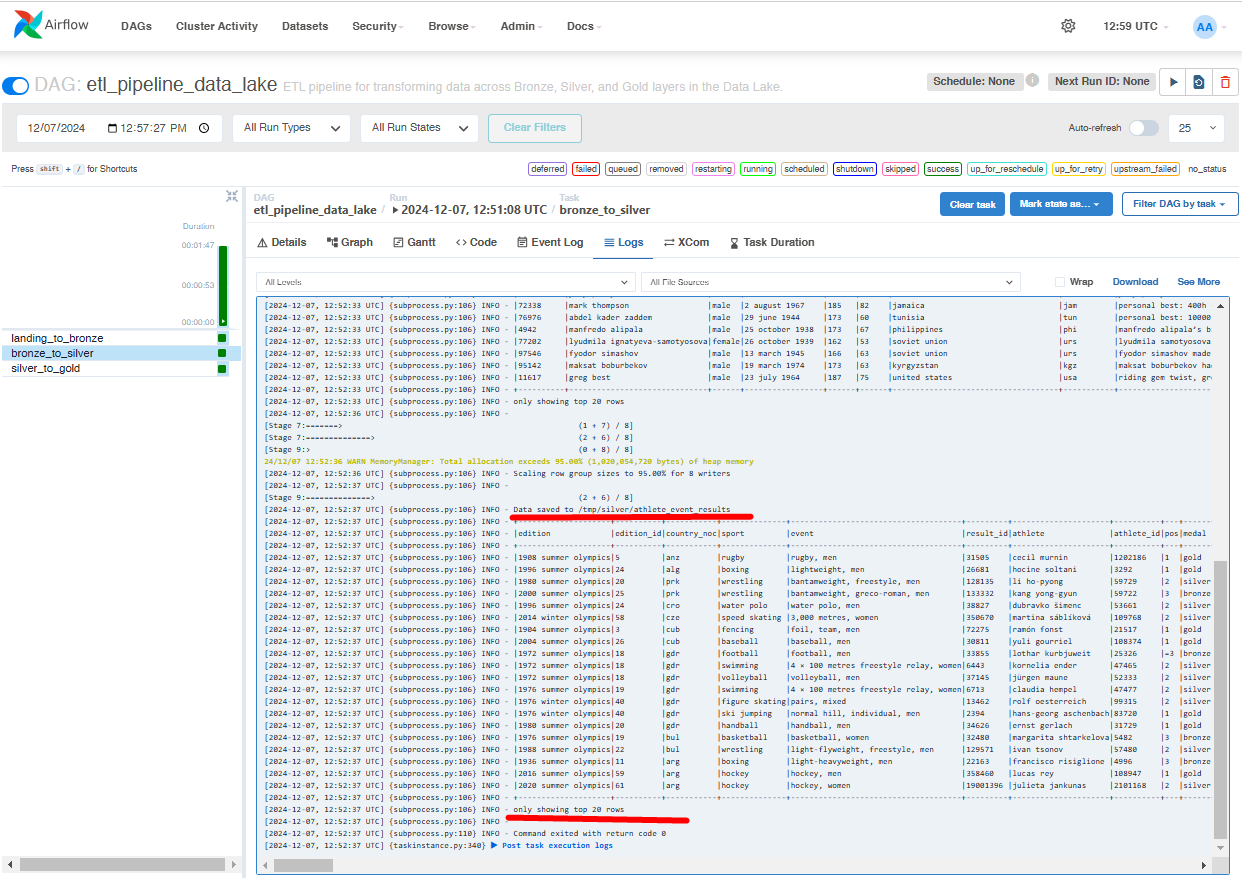 Airflow DAGs Cluster Activity Datasets Security Browse Admin Docs 12:59 UTC AA
DAG: etl_pipeline_data_lake ETL pipeline for transforming data across Bronze, Silver, and Gold layers in the Data Lake. Schedule: None Next Run ID: None
12/07/2024 12:57:27 PM All Run Types All Run States Clear Filters Auto-refresh 25
Press shift + / for Shortcuts deferred failed queued removed restarting running scheduled shutdown skipped success up_for_reschedule up_for_retry upstream_failed no_status
Duration
00:01:47
00:00:53
00:00:00
landing_to_bronze
bronze_to_silver
silver_to_gold
DAG Run Task
etl_pipeline_data_lake / 2024-12-07, 12:51:08 UTC / bronze_to_silver
Clear task Mark state as... Filter DAG by task
Details Graph Gantt Code Event Log Logs XCom Task Duration
All Levels All File Sources Wrap Download See More
[2024-12-07, 12:52:33 UTC] {subprocess.py:106} INFO - |72338 |mark thompson |male |2 august 1967 |185 |82 |jamaica |jam |personal best: 400h
[2024-12-07, 12:52:33 UTC] {subprocess.py:106} INFO - |76976 |abdel kader zaddem |male |29 june 1944 |173 |60 |tunisia |tun |personal best: 10000
[2024-12-07, 12:52:33 UTC] {subprocess.py:106} INFO - |4942 |manfredo alipala |male |25 october 1938 |173 |67 |philippines |phi |manfredo alipala's b
[2024-12-07, 12:52:33 UTC] {subprocess.py:106} INFO - |77202 |lyudmila ignatyeva-samotyosova|female|26 october 1939 |162 |53 |soviet union |urs |lyudmila samotyosova
[2024-12-07, 12:52:33 UTC] {subprocess.py:106} INFO - |97546 |fyodor simashov |male |13 march 1945 |166 |63 |soviet union |urs |fyodor simashov made
[2024-12-07, 12:52:33 UTC] {subprocess.py:106} INFO - |95142 |maksat boburbekov |male |19 march 1974 |173 |63 |kyrgyzstan |kgz |maksat boburbekov ha
[2024-12-07, 12:52:33 UTC] {subprocess.py:106} INFO - |11617 |greg best |male |23 july 1964 |187 |75 |united states |usa |riding gem twist, gr
[2024-12-07, 12:52:33 UTC] {subprocess.py:106} INFO - +
[2024-12-07, 12:52:33 UTC] {subprocess.py:106} INFO - only showing top 20 rows
[2024-12-07, 12:52:36 UTC] {subprocess.py:106} INFO -
[Stage 7:=======> (1 + 7) / 8]
[Stage 7:==============> (2 + 6) / 8]
[Stage 9:> (0 + 8) / 8]
24/12/07 12:52:36 WARN MemoryManager: Total allocation exceeds 95.00% (1,020,054,720 bytes) of heap memory
[2024-12-07, 12:52:36 UTC] {subprocess.py:106} INFO - Scaling row group sizes to 95.00% for 8 writers
[2024-12-07, 12:52:37 UTC] {subprocess.py:106} INFO -
[Stage 9:==============> (2 + 6) / 8]
[2024-12-07, 12:52:37 UTC] {subprocess.py:106} INFO - Data saved to /tmp/silver/athlete_event_results
[2024-12-07, 12:52:37 UTC] {subprocess.py:106} INFO - +
[2024-12-07, 12:52:37 UTC] {subprocess.py:106} INFO - |edition |edition_id|country_noc|sport |event |result_id|athlete |athlete_id|pos|medal
[2024-12-07, 12:52:37 UTC] {subprocess.py:106} INFO - +
[2024-12-07, 12:52:37 UTC] {subprocess.py:106} INFO - |1908 summer olympics|5 |anz |rugby |rugby, men |31505 |cecil murnin |1202186 |1 |gold
[2024-12-07, 12:52:37 UTC] {subprocess.py:106} INFO - |1996 summer olympics|24 |alg |boxing |lightweight, men |26681 |hocine soltani |3292 |1 |gold
[2024-12-07, 12:52:37 UTC] {subprocess.py:106} INFO - |1980 summer olympics|20 |prk |wrestling |bantamweight, freestyle, men |128135 |li ho-pyong |59729 |2 |silver
[2024-12-07, 12:52:37 UTC] {subprocess.py:106} INFO - |2000 summer olympics|25 |prk |wrestling |bantamweight, greco-roman, men |133332 |kang yong-gyun |59722 |3 |bronze
[2024-12-07, 12:52:37 UTC] {subprocess.py:106} INFO - |1996 summer olympics|24 |cro |water polo |water polo, men |38827 |dubravko šimenc |53661 |2 |silver
[2024-12-07, 12:52:37 UTC] {subprocess.py:106} INFO - |2014 winter olympics|58 |cze |speed skating |3,000 metres, women |350670 |martina sáblíková |109768 |2 |silver
[2024-12-07, 12:52:37 UTC] {subprocess.py:106} INFO - |1904 summer olympics|3 |cub |fencing |foil, team, men |72275 |ramón fonst |21517 |1 |gold
[2024-12-07, 12:52:37 UTC] {subprocess.py:106} INFO - |2004 summer olympics|26 |cub |baseball |baseball, men |30811 |yuli gourriel |108374 |1 |gold
[2024-12-07, 12:52:37 UTC] {subprocess.py:106} INFO - |1972 summer olympics|18 |gdr |football |football, men |33855 |lothar kurbjuweit |25326 |=3 |bronze
[2024-12-07, 12:52:37 UTC] {subprocess.py:106} INFO - |1972 summer olympics|18 |gdr |swimming |4 × 100 metres freestyle relay, women|6443 |kornelia ender |47465 |2 |silver
[2024-12-07, 12:52:37 UTC] {subprocess.py:106} INFO - |1972 summer olympics|18 |gdr |volleyball |volleyball, men |37145 |jürgen maune |52333 |2 |silver
[2024-12-07, 12:52:37 UTC] {subprocess.py:106} INFO - |1976 summer olympics|19 |gdr |swimming |4 × 100 metres freestyle relay, women|6713 |claudia hempel |47477 |2 |silver
[2024-12-07, 12:52:37 UTC] {subprocess.py:106} INFO - |1976 winter olympics|40 |gdr |figure skating|pairs, mixed |13462 |rolf oesterreich |99315 |2 |silver
[2024-12-07, 12:52:37 UTC] {subprocess.py:106} INFO - |1976 winter olympics|40 |gdr |ski jumping |normal hill, individual, men |2394 |hans-georg aschenbach|83720 |1 |gold
[2024-12-07, 12:52:37 UTC] {subprocess.py:106} INFO - |1980 summer olympics|20 |gdr |handball |handball, men |34626 |ernst gerlach |31729 |1 |gold
[2024-12-07, 12:52:37 UTC] {subprocess.py:106} INFO - |1976 summer olympics|19 |bul |basketball |basketball, women |32480 |margarita shtarkelova|5482 |3 |bronze
[2024-12-07, 12:52:37 UTC] {subprocess.py:106} INFO - |1988 summer olympics|22 |bul |wrestling |light-flyweight, freestyle, men |129571 |ivan tsonov |57480 |2 |silver
[2024-12-07, 12:52:37 UTC] {subprocess.py:106} INFO - |1936 summer olympics|11 |arg |boxing |light-heavyweight, men |22163 |francisco risiglione |4996 |3 |bronze
[2024-12-07, 12:52:37 UTC] {subprocess.py:106} INFO - |2016 summer olympics|59 |arg |hockey |hockey, men |358460 |lucas rey |108947 |1 |gold
[2024-12-07, 12:52:37 UTC] {subprocess.py:106} INFO - |2020 summer olympics|61 |arg |hockey |hockey, women |19001396 |julieta jankunas |2101168 |2 |silver
[2024-12-07, 12:52:37 UTC] {subprocess.py:106} INFO - +
[2024-12-07, 12:52:37 UTC] {subprocess.py:106} INFO - only showing top 20 rows
[2024-12-07, 12:52:37 UTC] {subprocess.py:106} INFO -
[2024-12-07, 12:52:37 UTC] {subprocess.py:110} INFO - Command exited with return code 0
[2024-12-07, 12:52:37 UTC] {taskinstance.py:340} ▶ Post task execution logs